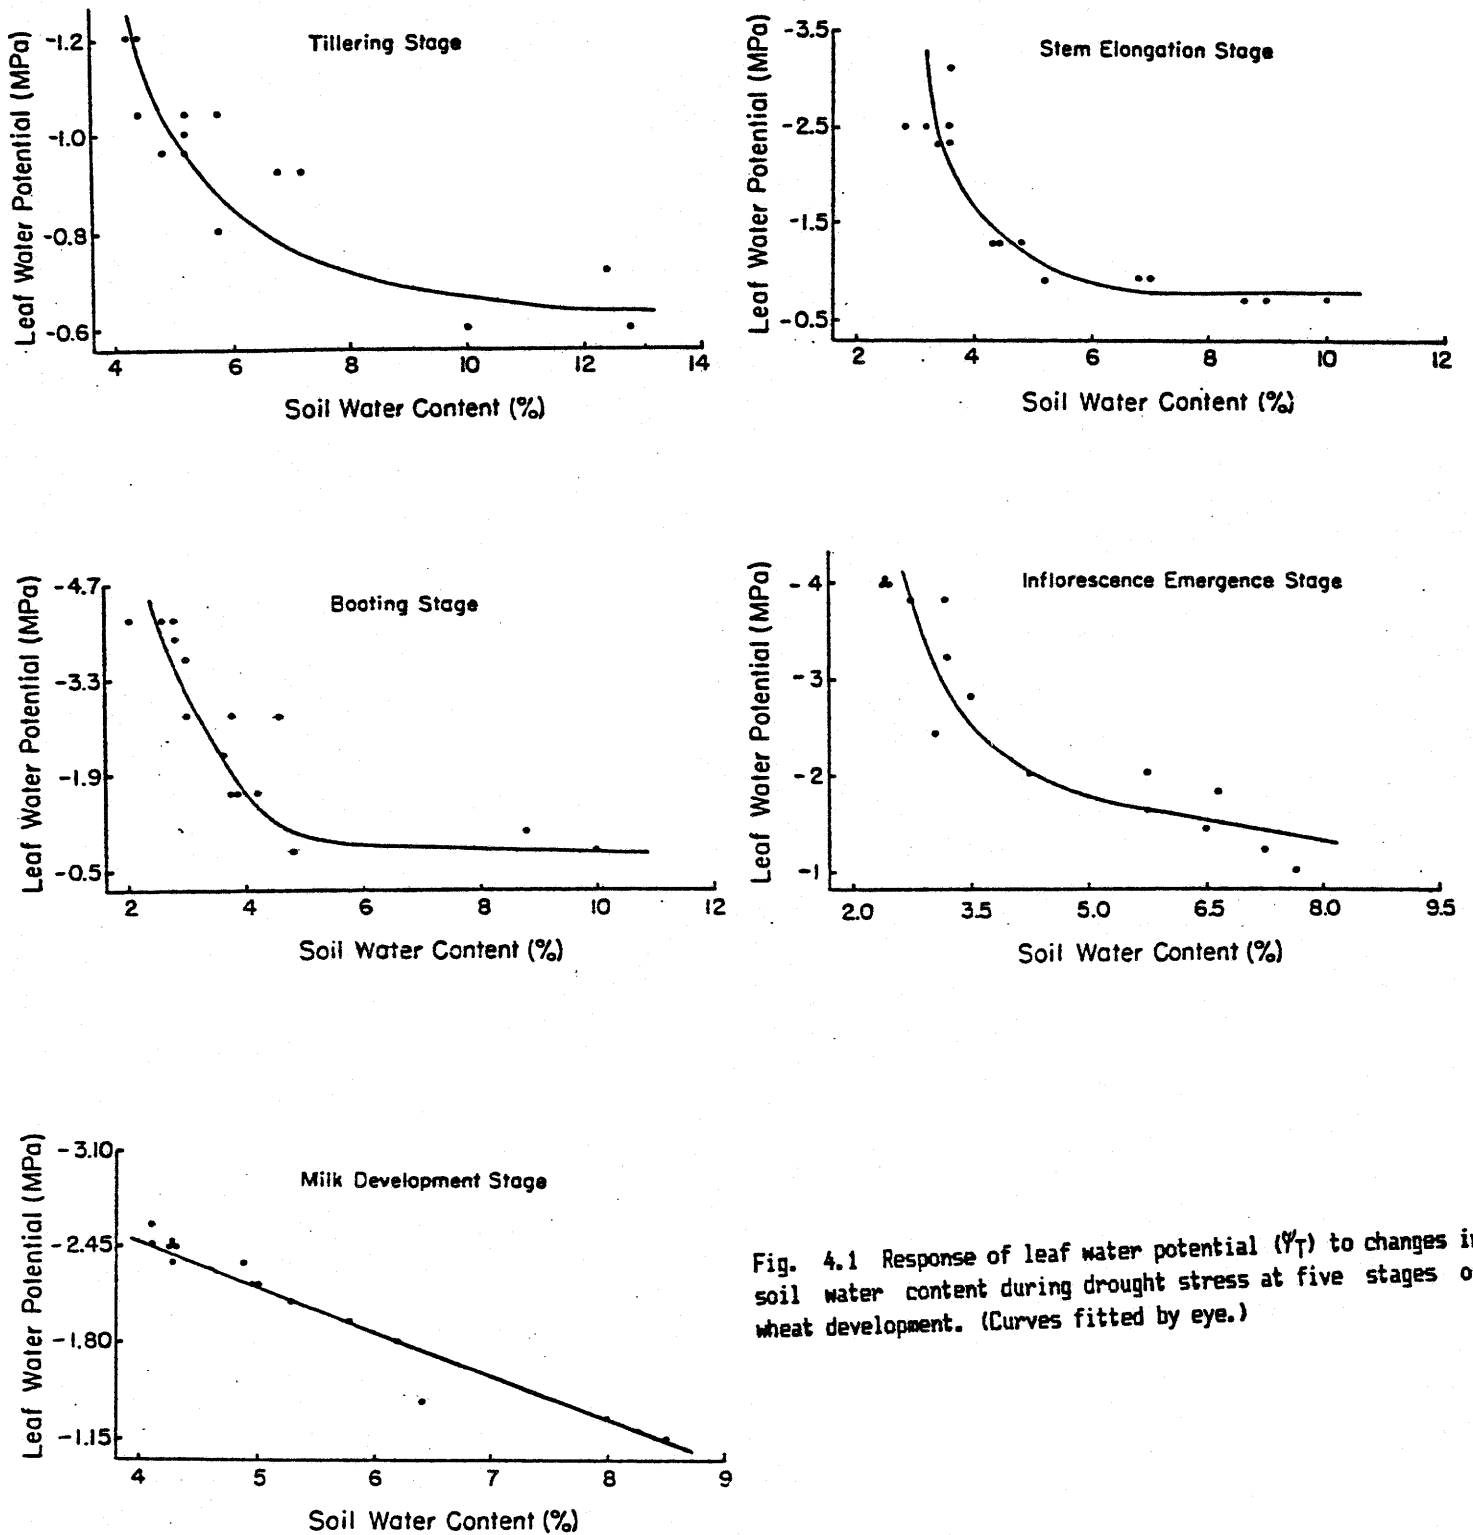 Tillering Stage
Leaf Water Potential (MPa)
-1.2
-1.0
-0.8
-0.6
4 6 8 10 12 14
Soil Water Content (%)
Stem Elongation Stage
Leaf Water Potential (MPa)
-3.5
-2.5
-1.5
-0.5
2 4 6 8 10 12
Soil Water Content (%)
Booting Stage
Leaf Water Potential (MPa)
-4.7
-3.3
-1.9
-0.5
2 4 6 8 10 12
Soil Water Content (%)
Inflorescence Emergence Stage
Leaf Water Potential (MPa)
-4
-3
-2
-1
2.0 3.5 5.0 6.5 8.0 9.5
Soil Water Content (%)
Milk Development Stage
Leaf Water Potential (MPa)
-3.10
-2.45
-1.80
-1.15
4 5 6 7 8 9
Soil Water Content (%)
Fig. 4.1 Response of leaf water potential (ΨT) to changes in
soil water content during drought stress at five stages o
wheat development. (Curves fitted by eye.)